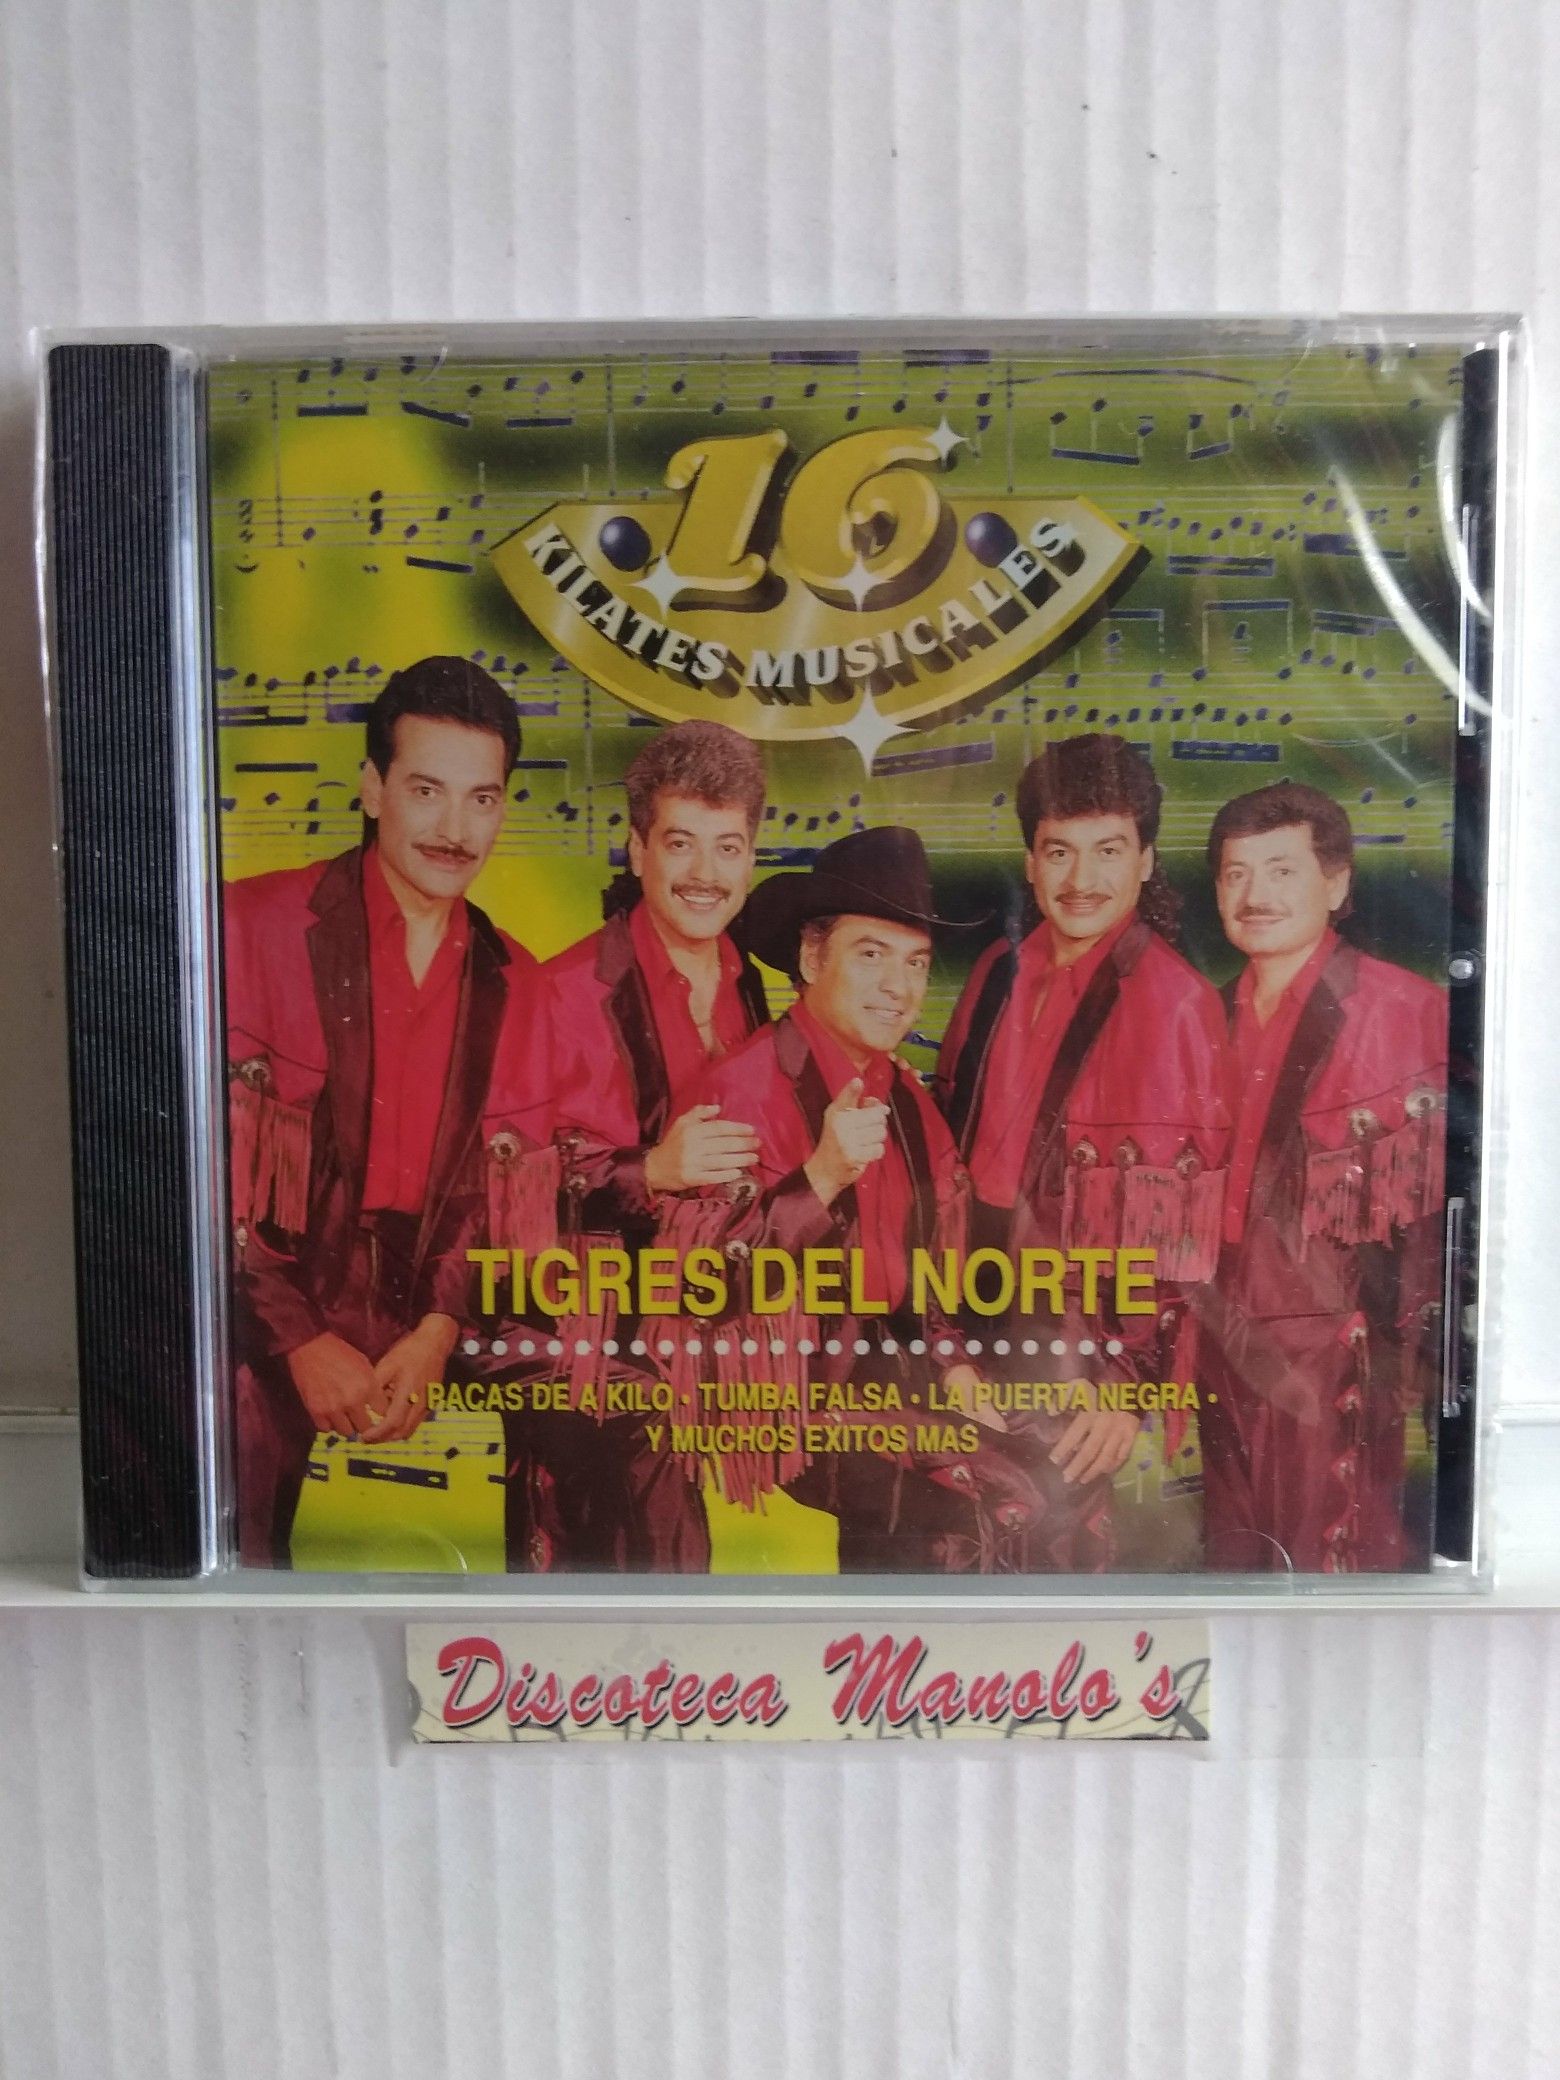 16
KILATES MUSICALES
TIGRES DEL NORTE
• PACAS DE A KILO • TUMBA FALSA • LA PUERTA NEGRA •
Y MUCHOS EXITOS MAS
Discoteca Manolo's